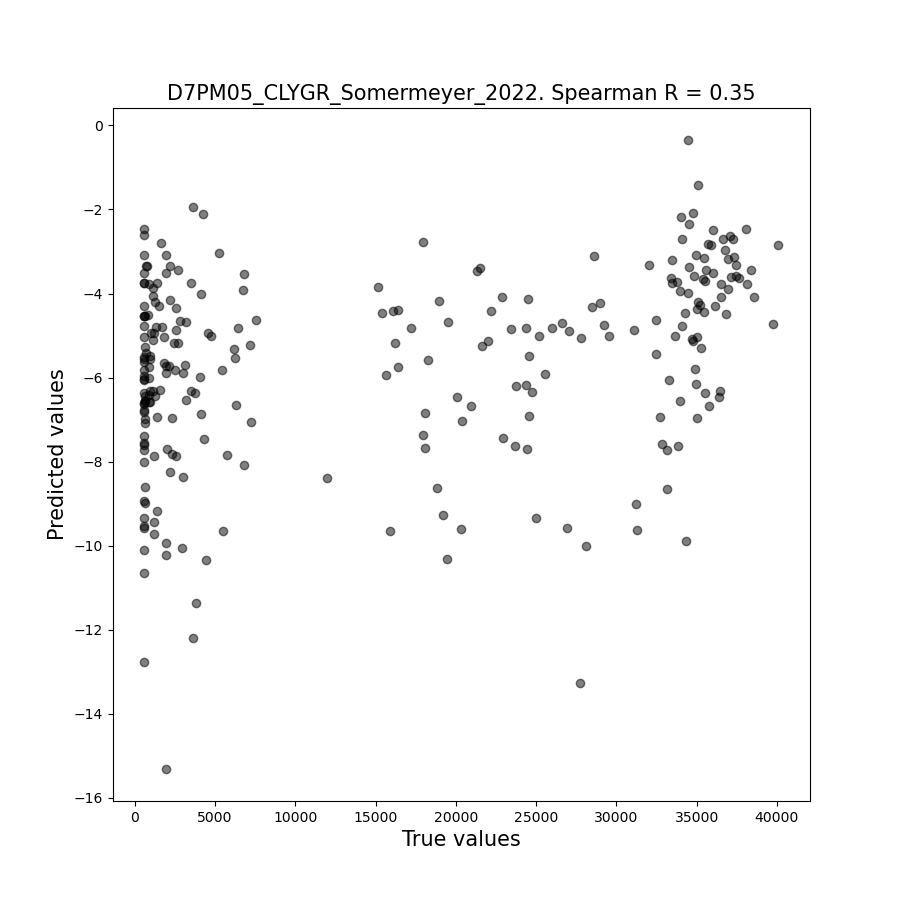 D7PM05_CLYGR_Somermeyer_2022. Spearman R = 0.35
0
−2
−4
−6
−8
−10
−12
−14
−16
Predicted values
0 5000 10000 15000 20000 25000 30000 35000 40000
True values